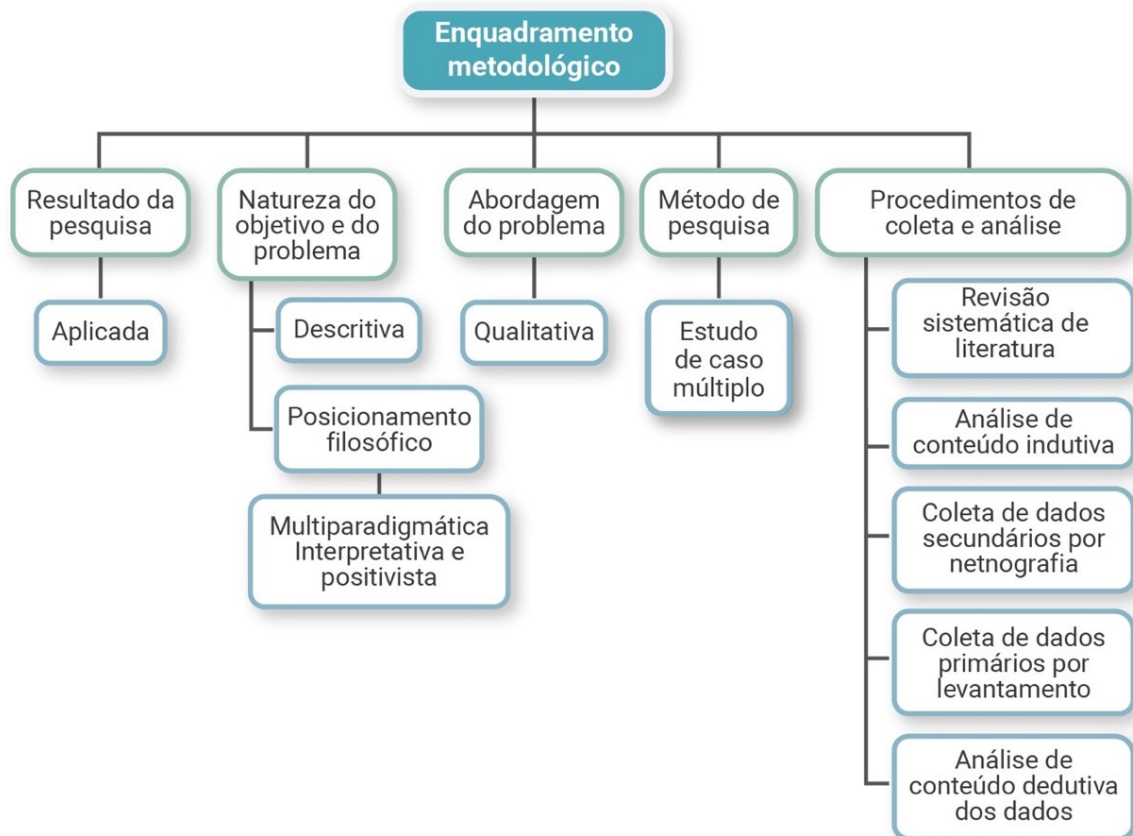 Enquadramento
metodológico
Resultado da
pesquisa
Aplicada
Natureza do
objetivo e do
problema
Descritiva
Posicionamento
filosófico
Multiparadigmática
Interpretativa e
positivista
Abordagem
do problema
Qualitativa
Método de
pesquisa
Estudo
de caso
múltiplo
Procedimentos de
coleta e análise
Revisão
sistemática de
literatura
Análise de
conteúdo indutiva
Coleta de dados
secundários por
netnografia
Coleta de dados
primários por
levantamento
Análise de
conteúdo dedutiva
dos dados